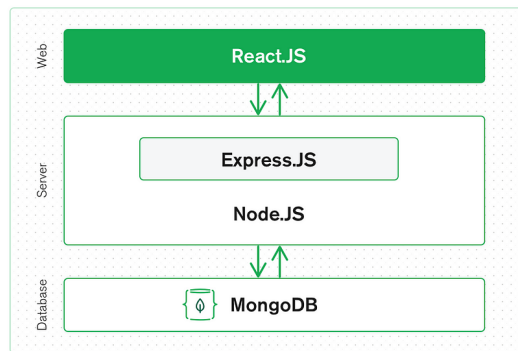 Web
React.JS
Server
Express.JS
Node.JS
Database
MongoDB